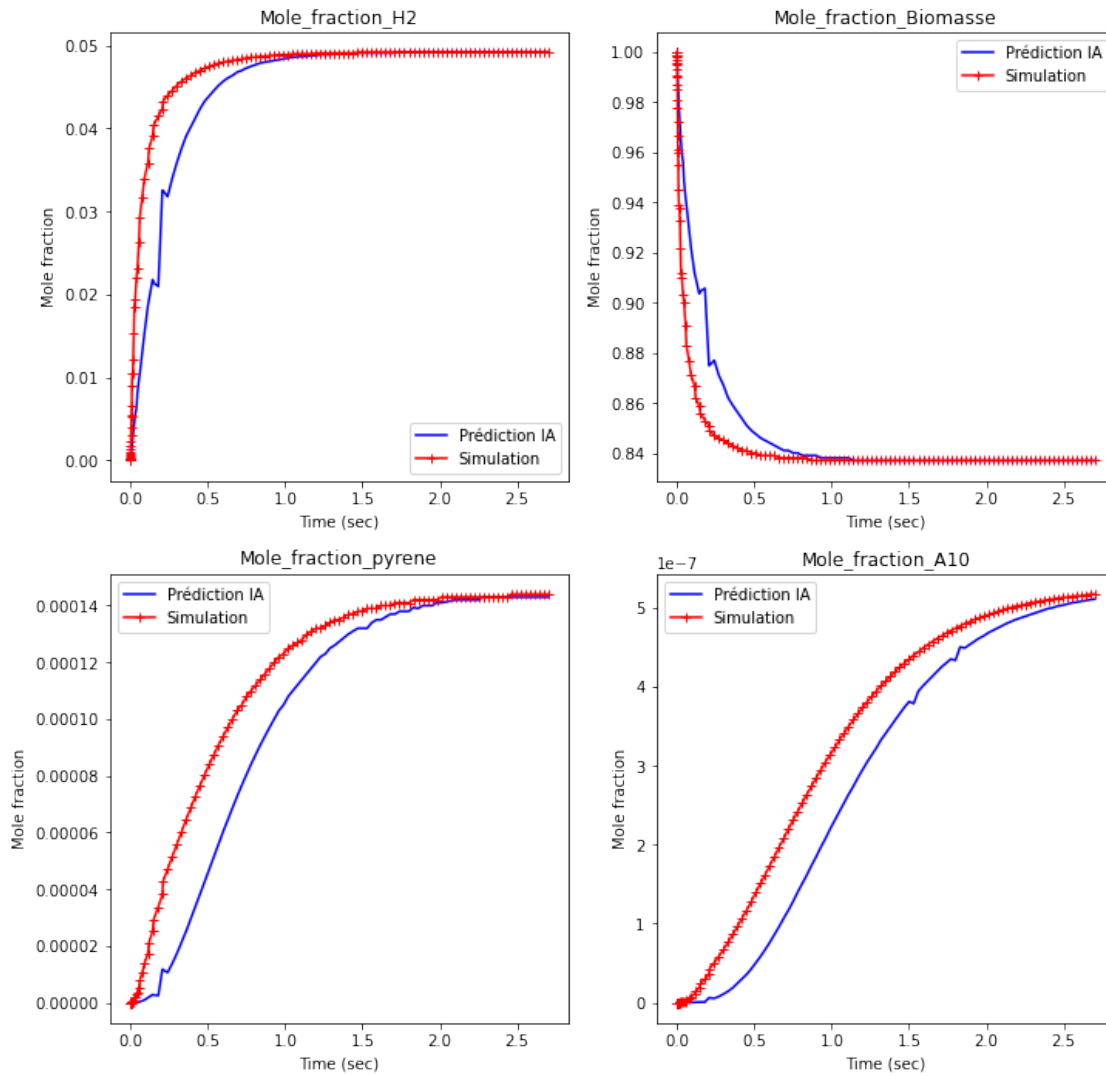 Mole_fraction_H2
Mole fraction
0.05
0.04
0.03
0.02
0.01
0.00
Prédiction IA
Simulation
0.0 0.5 1.0 1.5 2.0 2.5
Time (sec)
Mole_fraction_Biomasse
Mole fraction
1.00
0.98
0.96
0.94
0.92
0.90
0.88
0.86
0.84
Prédiction IA
Simulation
0.0 0.5 1.0 1.5 2.0 2.5
Time (sec)
Mole_fraction_pyrene
Mole fraction
0.00014
0.00012
0.00010
0.00008
0.00006
0.00004
0.00002
0.00000
Prédiction IA
Simulation
0.0 0.5 1.0 1.5 2.0 2.5
Time (sec)
Mole_fraction_A10
1e−7
Mole fraction
5
4
3
2
1
0
Prédiction IA
Simulation
0.0 0.5 1.0 1.5 2.0 2.5
Time (sec)